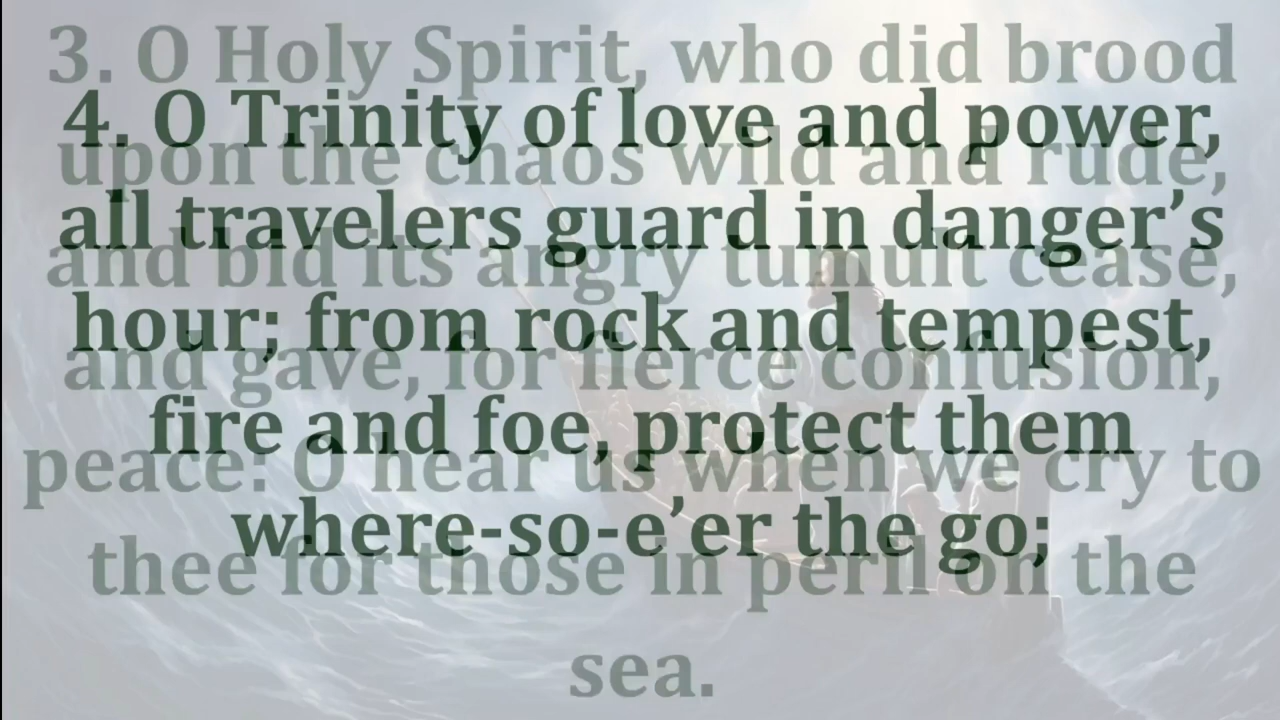 3. O Holy Spirit, who did brood
upon the chaos wild and rude,
and bid its angry tumult cease,
and gave, for fierce confusion,
peace: O hear us when we cry to
thee for those in peril on the
sea.
4. O Trinity of love and power,
all travelers guard in danger’s
hour; from rock and tempest,
fire and foe, protect them
where-so-e’er the go;